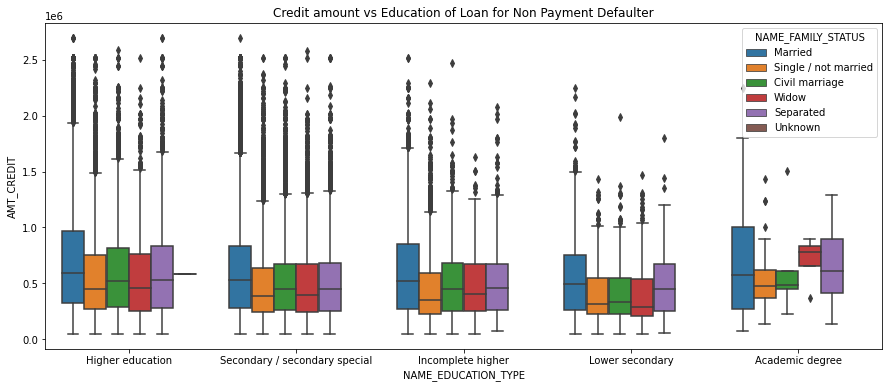 Credit amount vs Education of Loan for Non Payment Defaulter
1e6
2.5
2.0
1.5
1.0
0.5
0.0
AMT_CREDIT
NAME_FAMILY_STATUS
Married
Single / not married
Civil marriage
Widow
Separated
Unknown
Higher education
Secondary / secondary special
Incomplete higher
Lower secondary
Academic degree
NAME_EDUCATION_TYPE